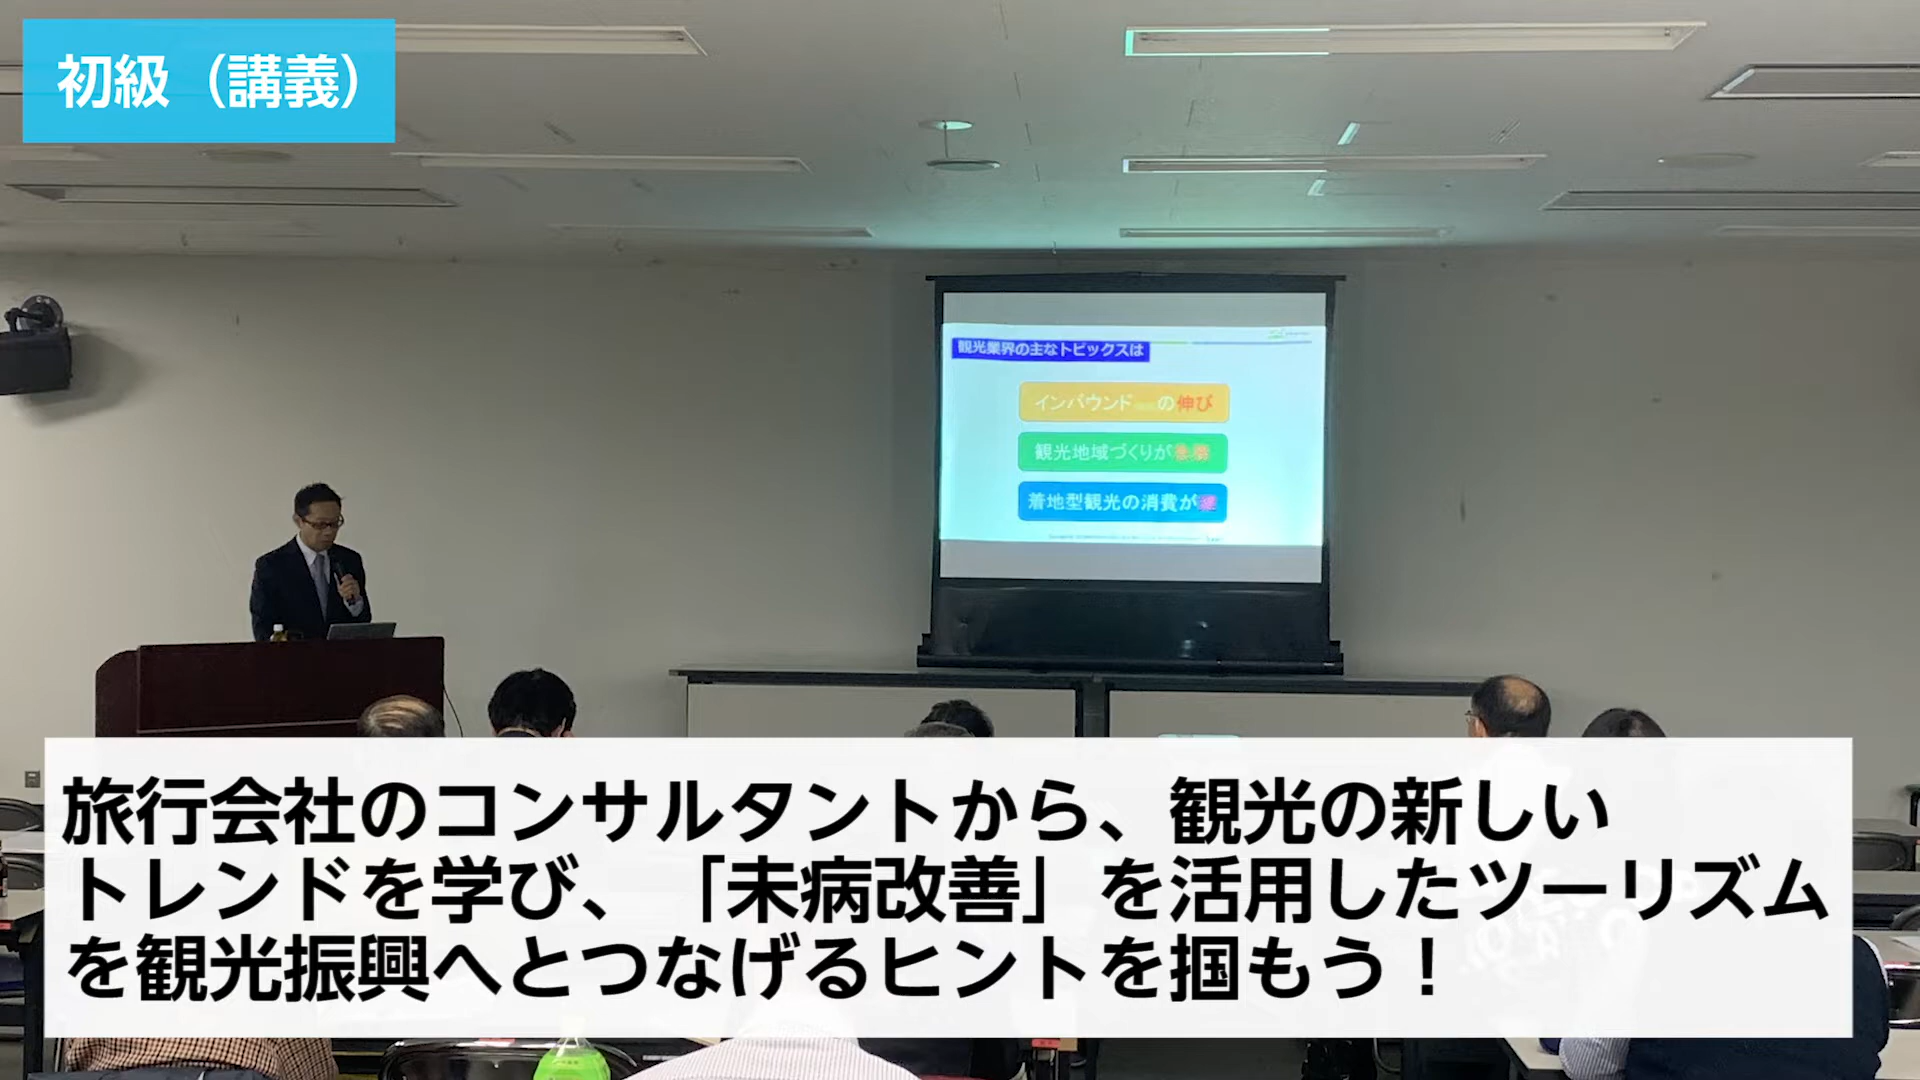 初級（講義）
観光業界の主なトピックスは
インバウンド の伸び
観光地域づくりが
着地型観光の消費が
旅行会社のコンサルタントから、観光の新しい
トレンドを学び、「未病改善」を活用したツーリズム
を観光振興へとつなげるヒントを掴もう！